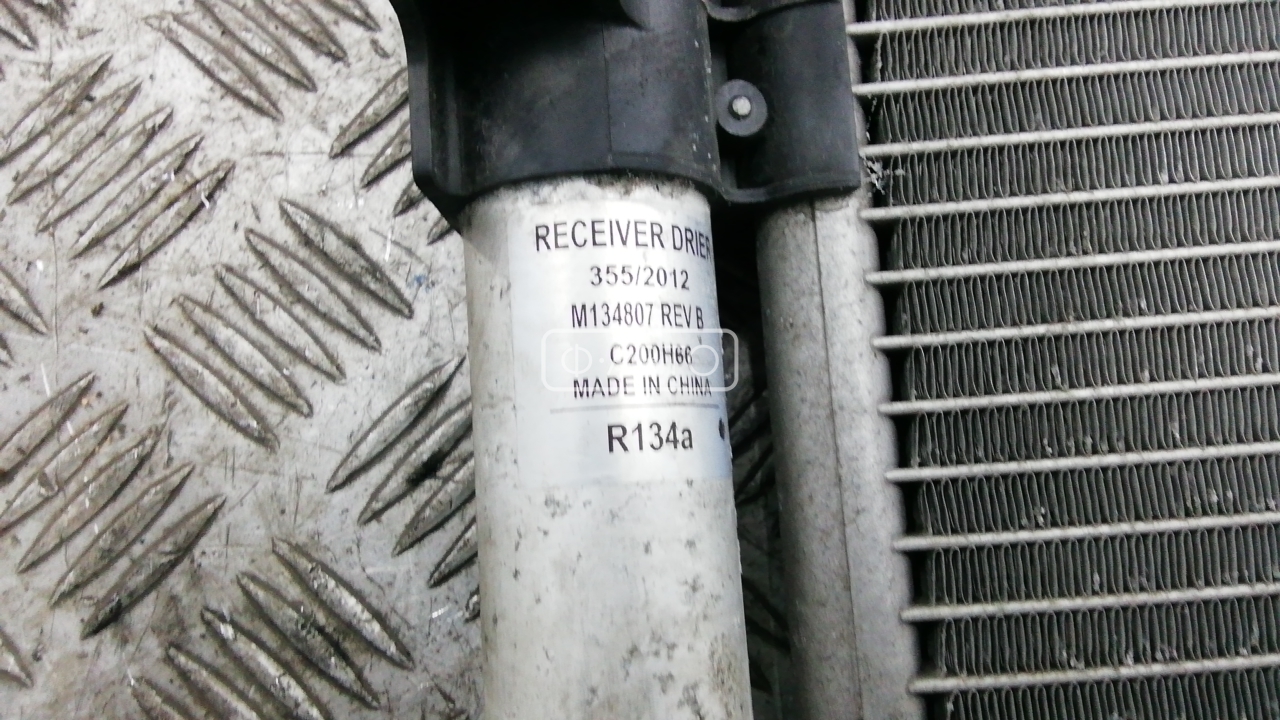 RECEIVER DRIER
355/2012
M134807 REV B
C200H66
MADE IN CHINA
R134a